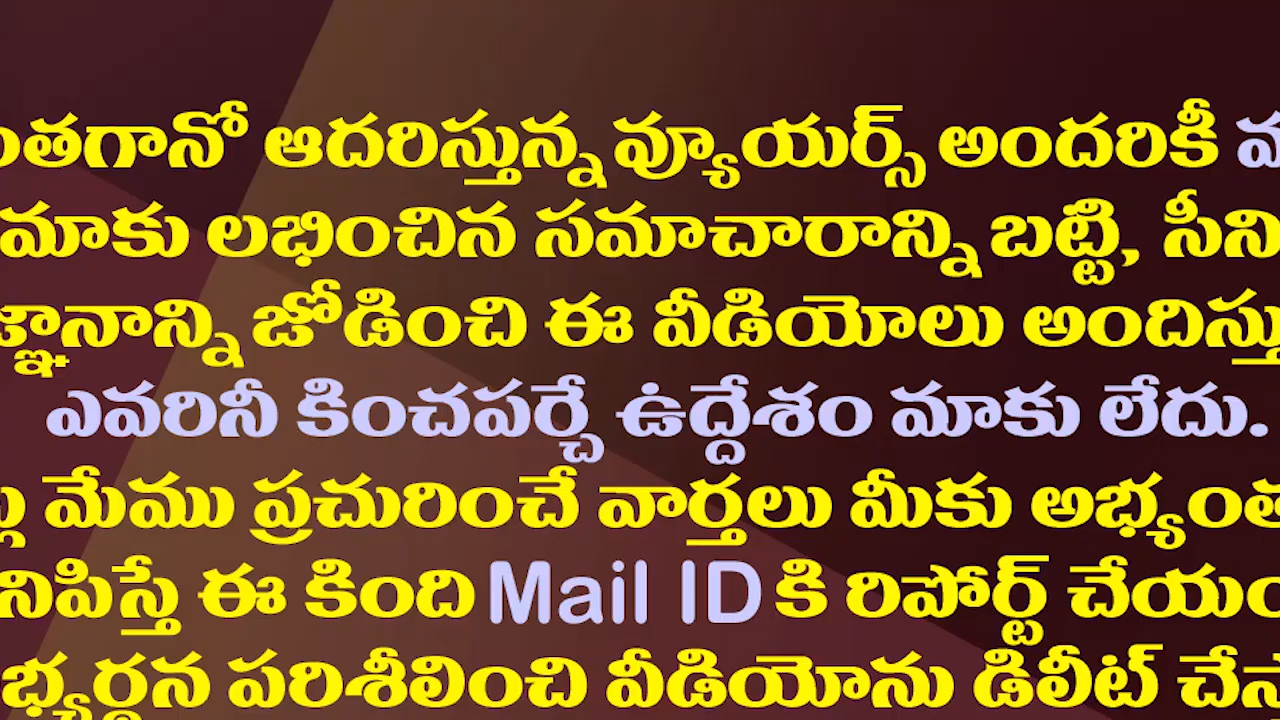 ంతగానో ఆదరిస్తున్న వ్యూయర్స్ అందరికీ
మాకు లభించిన సమాచారాన్ని బట్టి, సీని
జ్ఞానాన్ని జోడించి ఈ వీడియోలు అందిస్తు
ఎవరినీ కించపర్చే ఉద్దేశం మాకు లేదు.
మేము ప్రచురించే వార్తలు మీకు అభ్యంత
నిపిస్తే ఈ కింది Mail ID కి రిపోర్ట్ చేయం
భ్యర్థన పరిశీలించి వీడియోను డిలీట్ చేస